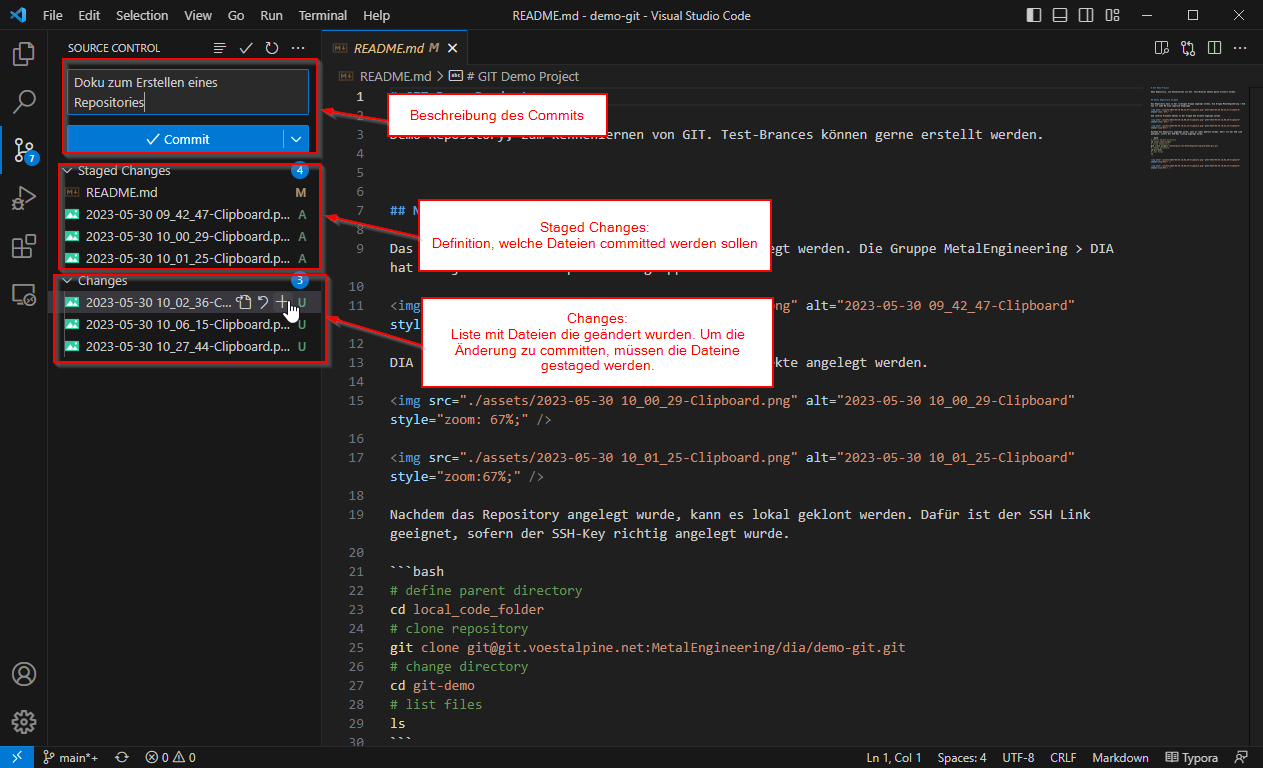 File Edit Selection View Go Run Terminal Help
README.md - demo-git - Visual Studio Code
SOURCE CONTROL
Doku zum Erstellen eines
Repositories
Commit
Staged Changes 4
README.md M
2023-05-30 09_42_47-Clipboard.p... A
2023-05-30 10_00_29-Clipboard.p... A
2023-05-30 10_01_25-Clipboard.p... A
Changes 3
2023-05-30 10_02_36-C... U
2023-05-30 10_06_15-Clipboard.p... U
2023-05-30 10_27_44-Clipboard.p... U
7
Beschreibung des Commits
Staged Changes:
Definition, welche Dateien committed werden sollen
Changes:
Liste mit Dateien die geändert wurden. Um die
Änderung zu committen, müssen die Dateine
gestaged werden.
README.md M
README.md > # GIT Demo Project
1
2
3 Demo Repository, zum Kennenlernen von GIT. Test-Brances können gerne erstellt werden.
4
5
6
7 ## N
8
9 Das legt werden. Die Gruppe MetalEngineering > DIA
hat
10
11 <img ng" alt="2023-05-30 09_42_47-Clipboard"
styl
12
13 DIA kte angelegt werden.
14
15 <img src="./assets/2023-05-30 10_00_29-Clipboard.png" alt="2023-05-30 10_00_29-Clipboard"
style="zoom: 67%;" />
16
17 <img src="./assets/2023-05-30 10_01_25-Clipboard.png" alt="2023-05-30 10_01_25-Clipboard"
style="zoom:67%;" />
18
19 Nachdem das Repository angelegt wurde, kann es lokal geklont werden. Dafür ist der SSH Link
geeignet, sofern der SSH-Key richtig angelegt wurde.
20
21 ```bash
22 # define parent directory
23 cd local_code_folder
24 # clone repository
25 git clone git@git.voestalpine.net:MetalEngineering/dia/demo-git.git
26 # change directory
27 cd git-demo
28 # list files
29 ls
30 ```
main*+ 0 0 Ln 1, Col 1 Spaces: 4 UTF-8 CRLF Markdown Typora